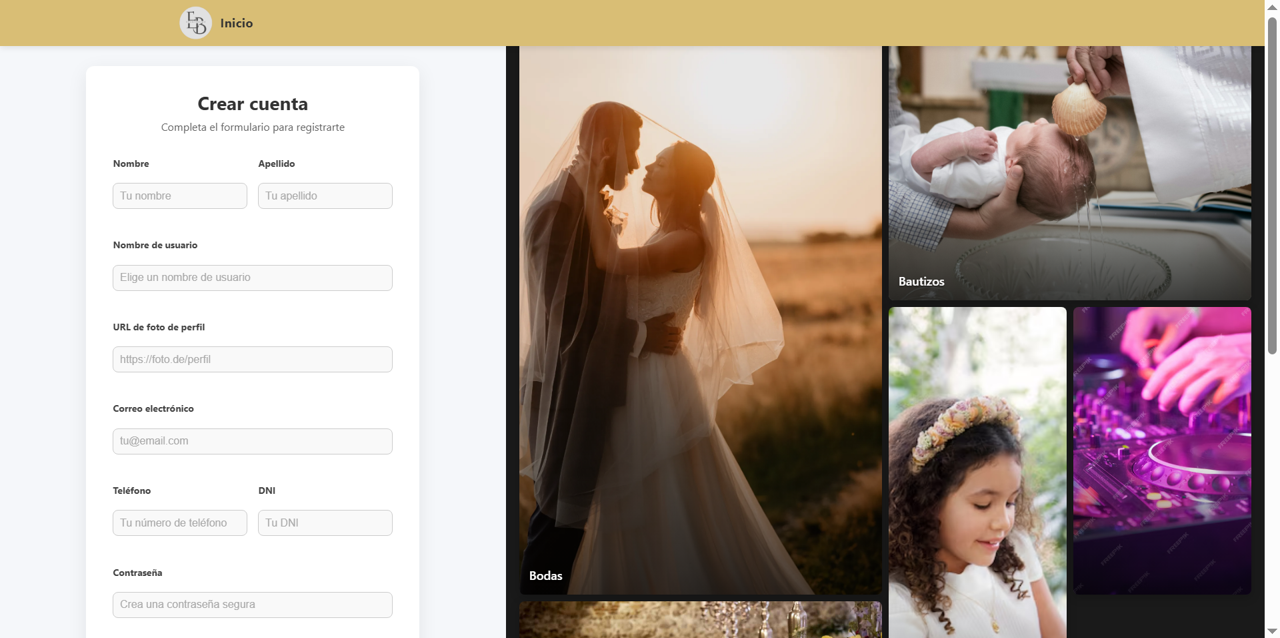 EB
Inicio
Crear cuenta
Completa el formulario para registrarte
Nombre
Apellido
Tu nombre
Tu apellido
Nombre de usuario
Elige un nombre de usuario
URL de foto de perfil
https://foto.de/perfil
Correo electrónico
tu@email.com
Teléfono
DNI
Tu número de teléfono
Tu DNI
Contraseña
Crea una contraseña segura
Bodas
Bautizos